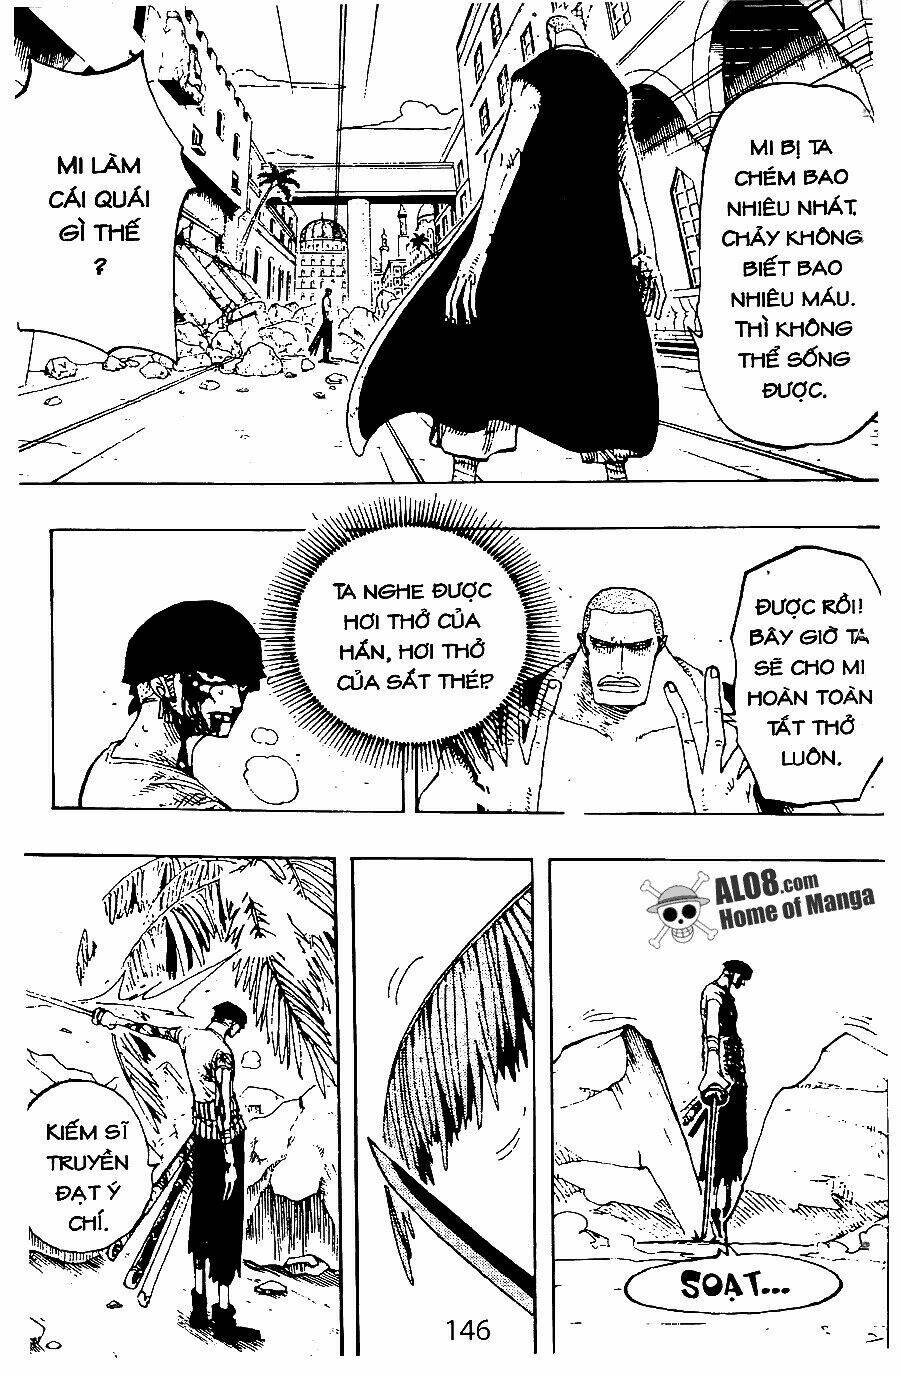 MI BỊ TA
CHÉM BAO
NHIÊU NHÁT,
CHẢY KHÔNG
BIẾT BAO
NHIÊU MÁU.
THÌ KHÔNG
THỂ SỐNG
ĐƯỢC.
MI LÀM
CÁI QUÁI
GÌ THẾ
?
ĐƯỢC RỒI!
BÂY GIỜ TA
SẼ CHO MI
HOÀN TOÀN
TẮT THỞ
LUÔN.
TA NGHE ĐƯỢC
HƠI THỞ CỦA
HẮN, HƠI THỞ
CỦA SẮT THÉP?
ALO8.com
Home of Manga
SOẠT...
KIẾM SĨ
TRUYỀN
ĐẠT Ý
CHÍ.
146